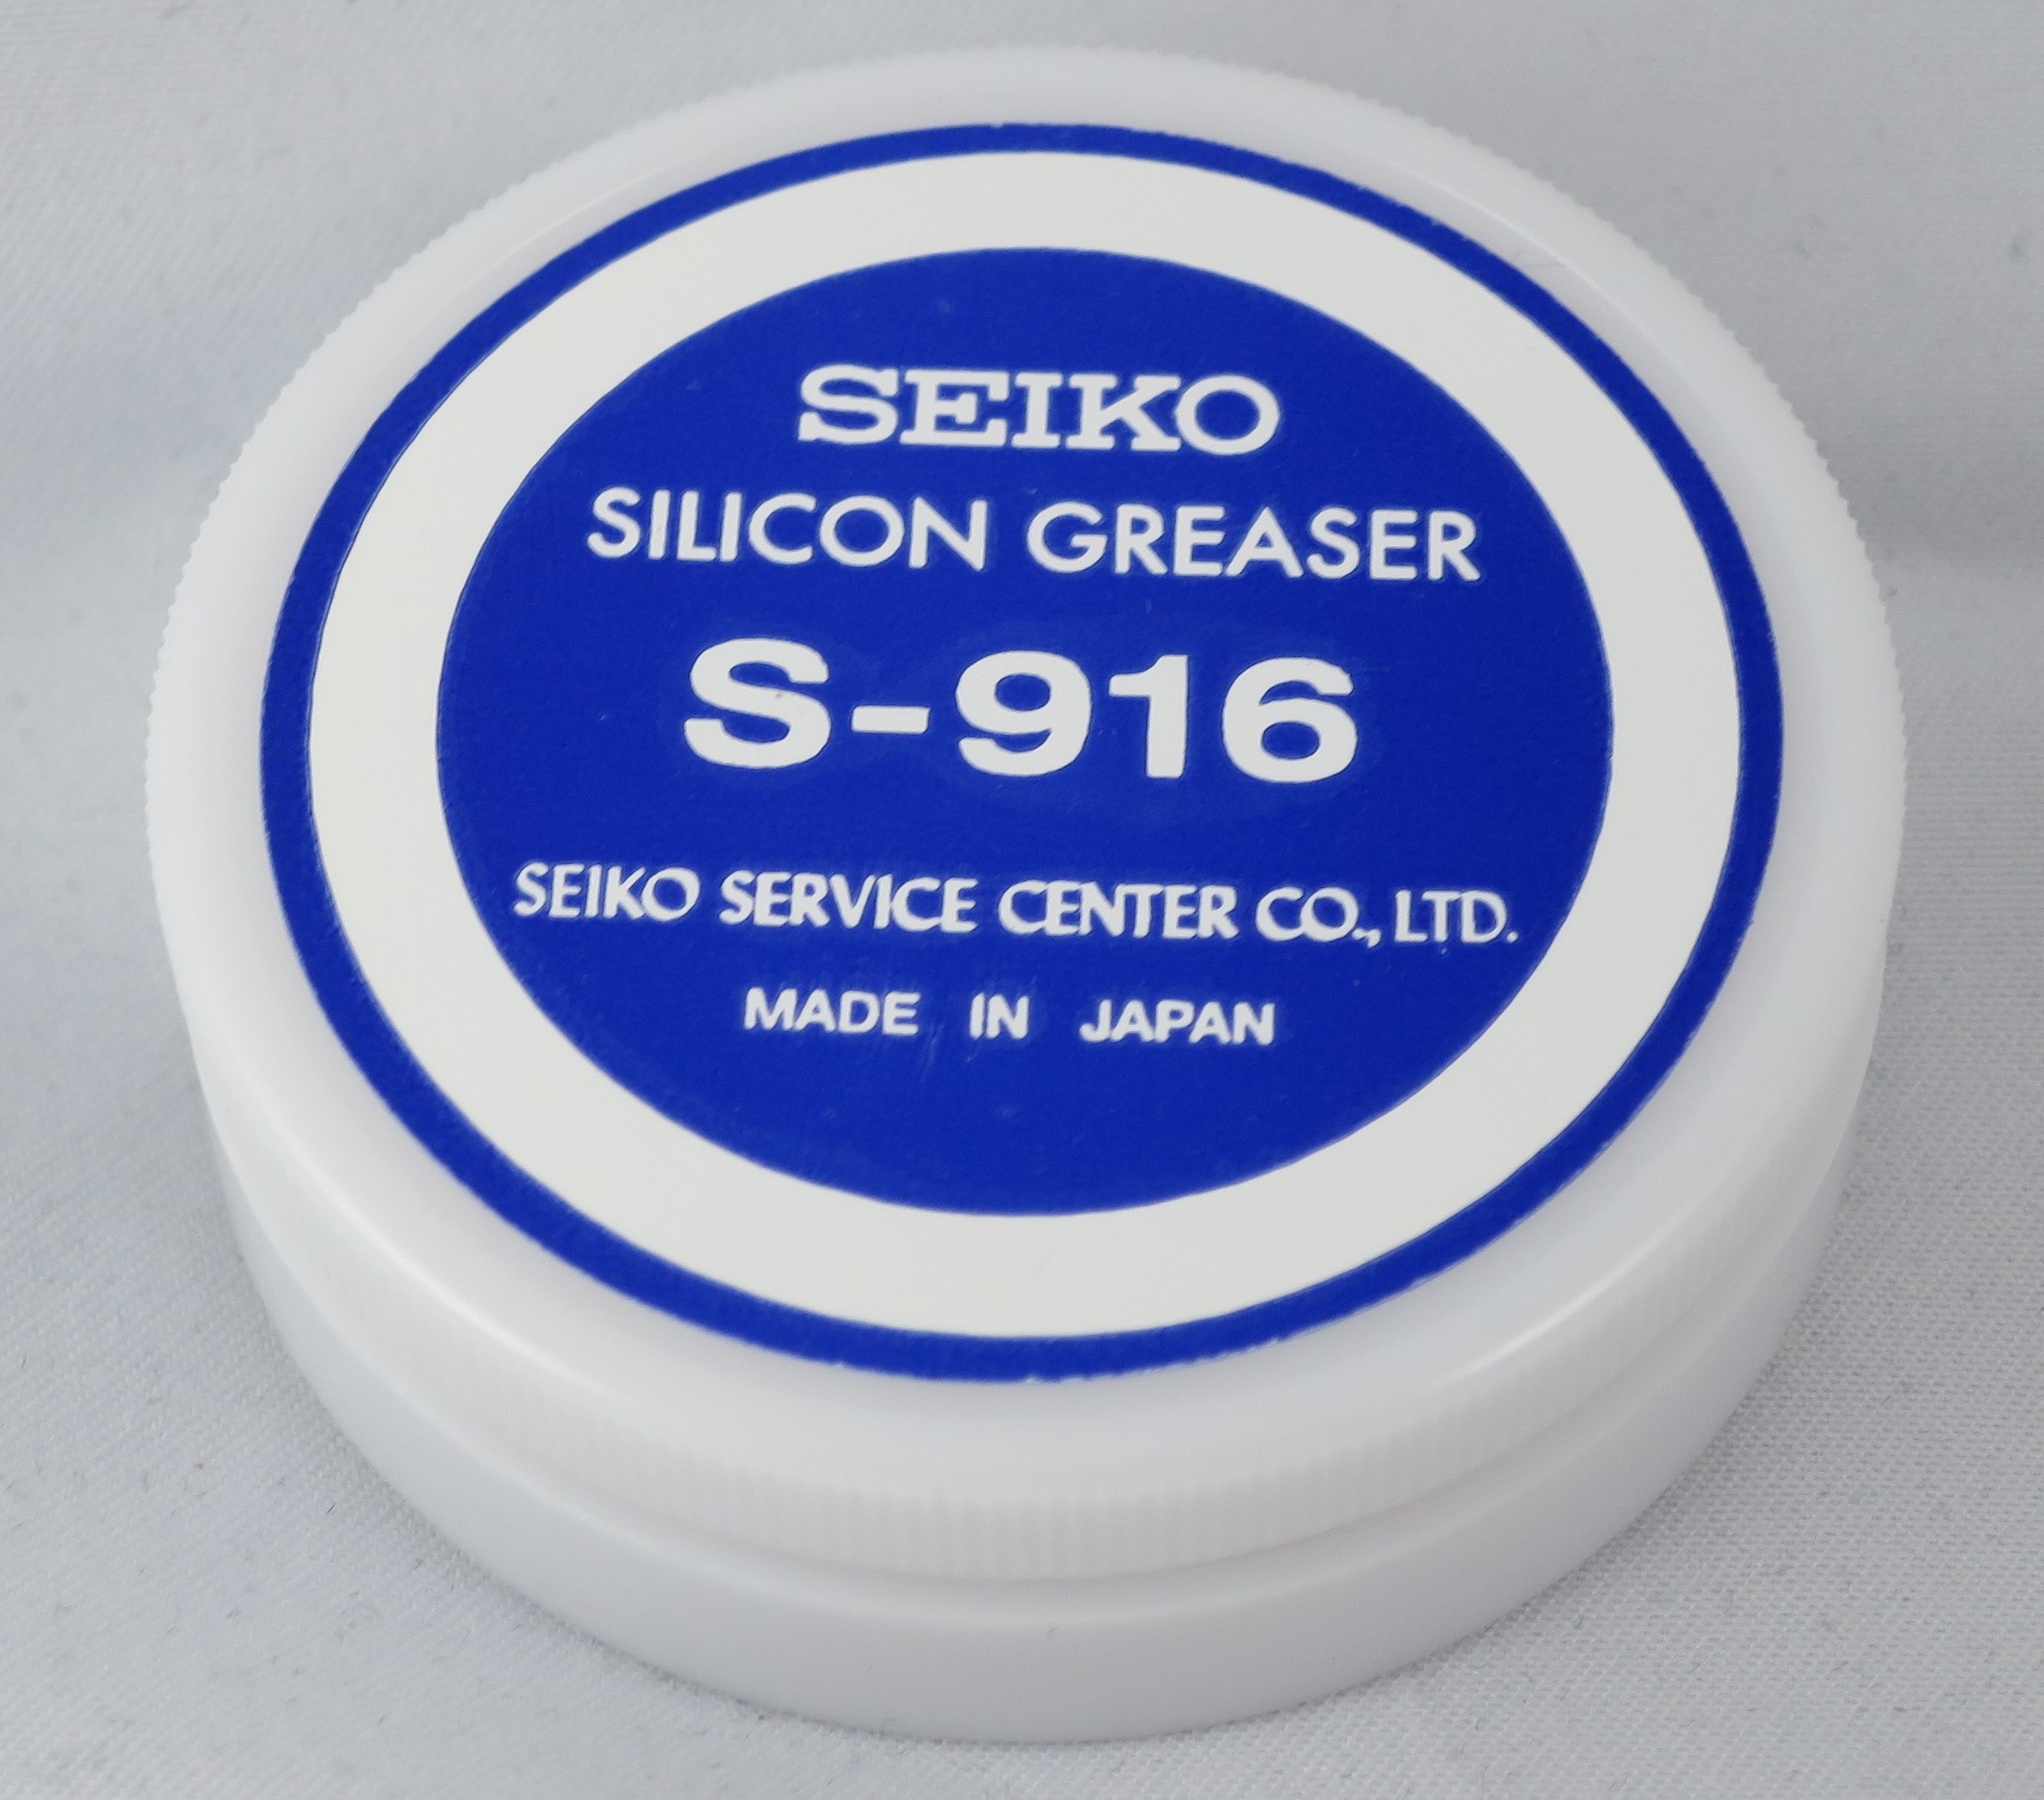 SEIKO
SILICON GREASER
S-916
SEIKO SERVICE CENTER CO., LTD.
MADE IN JAPAN